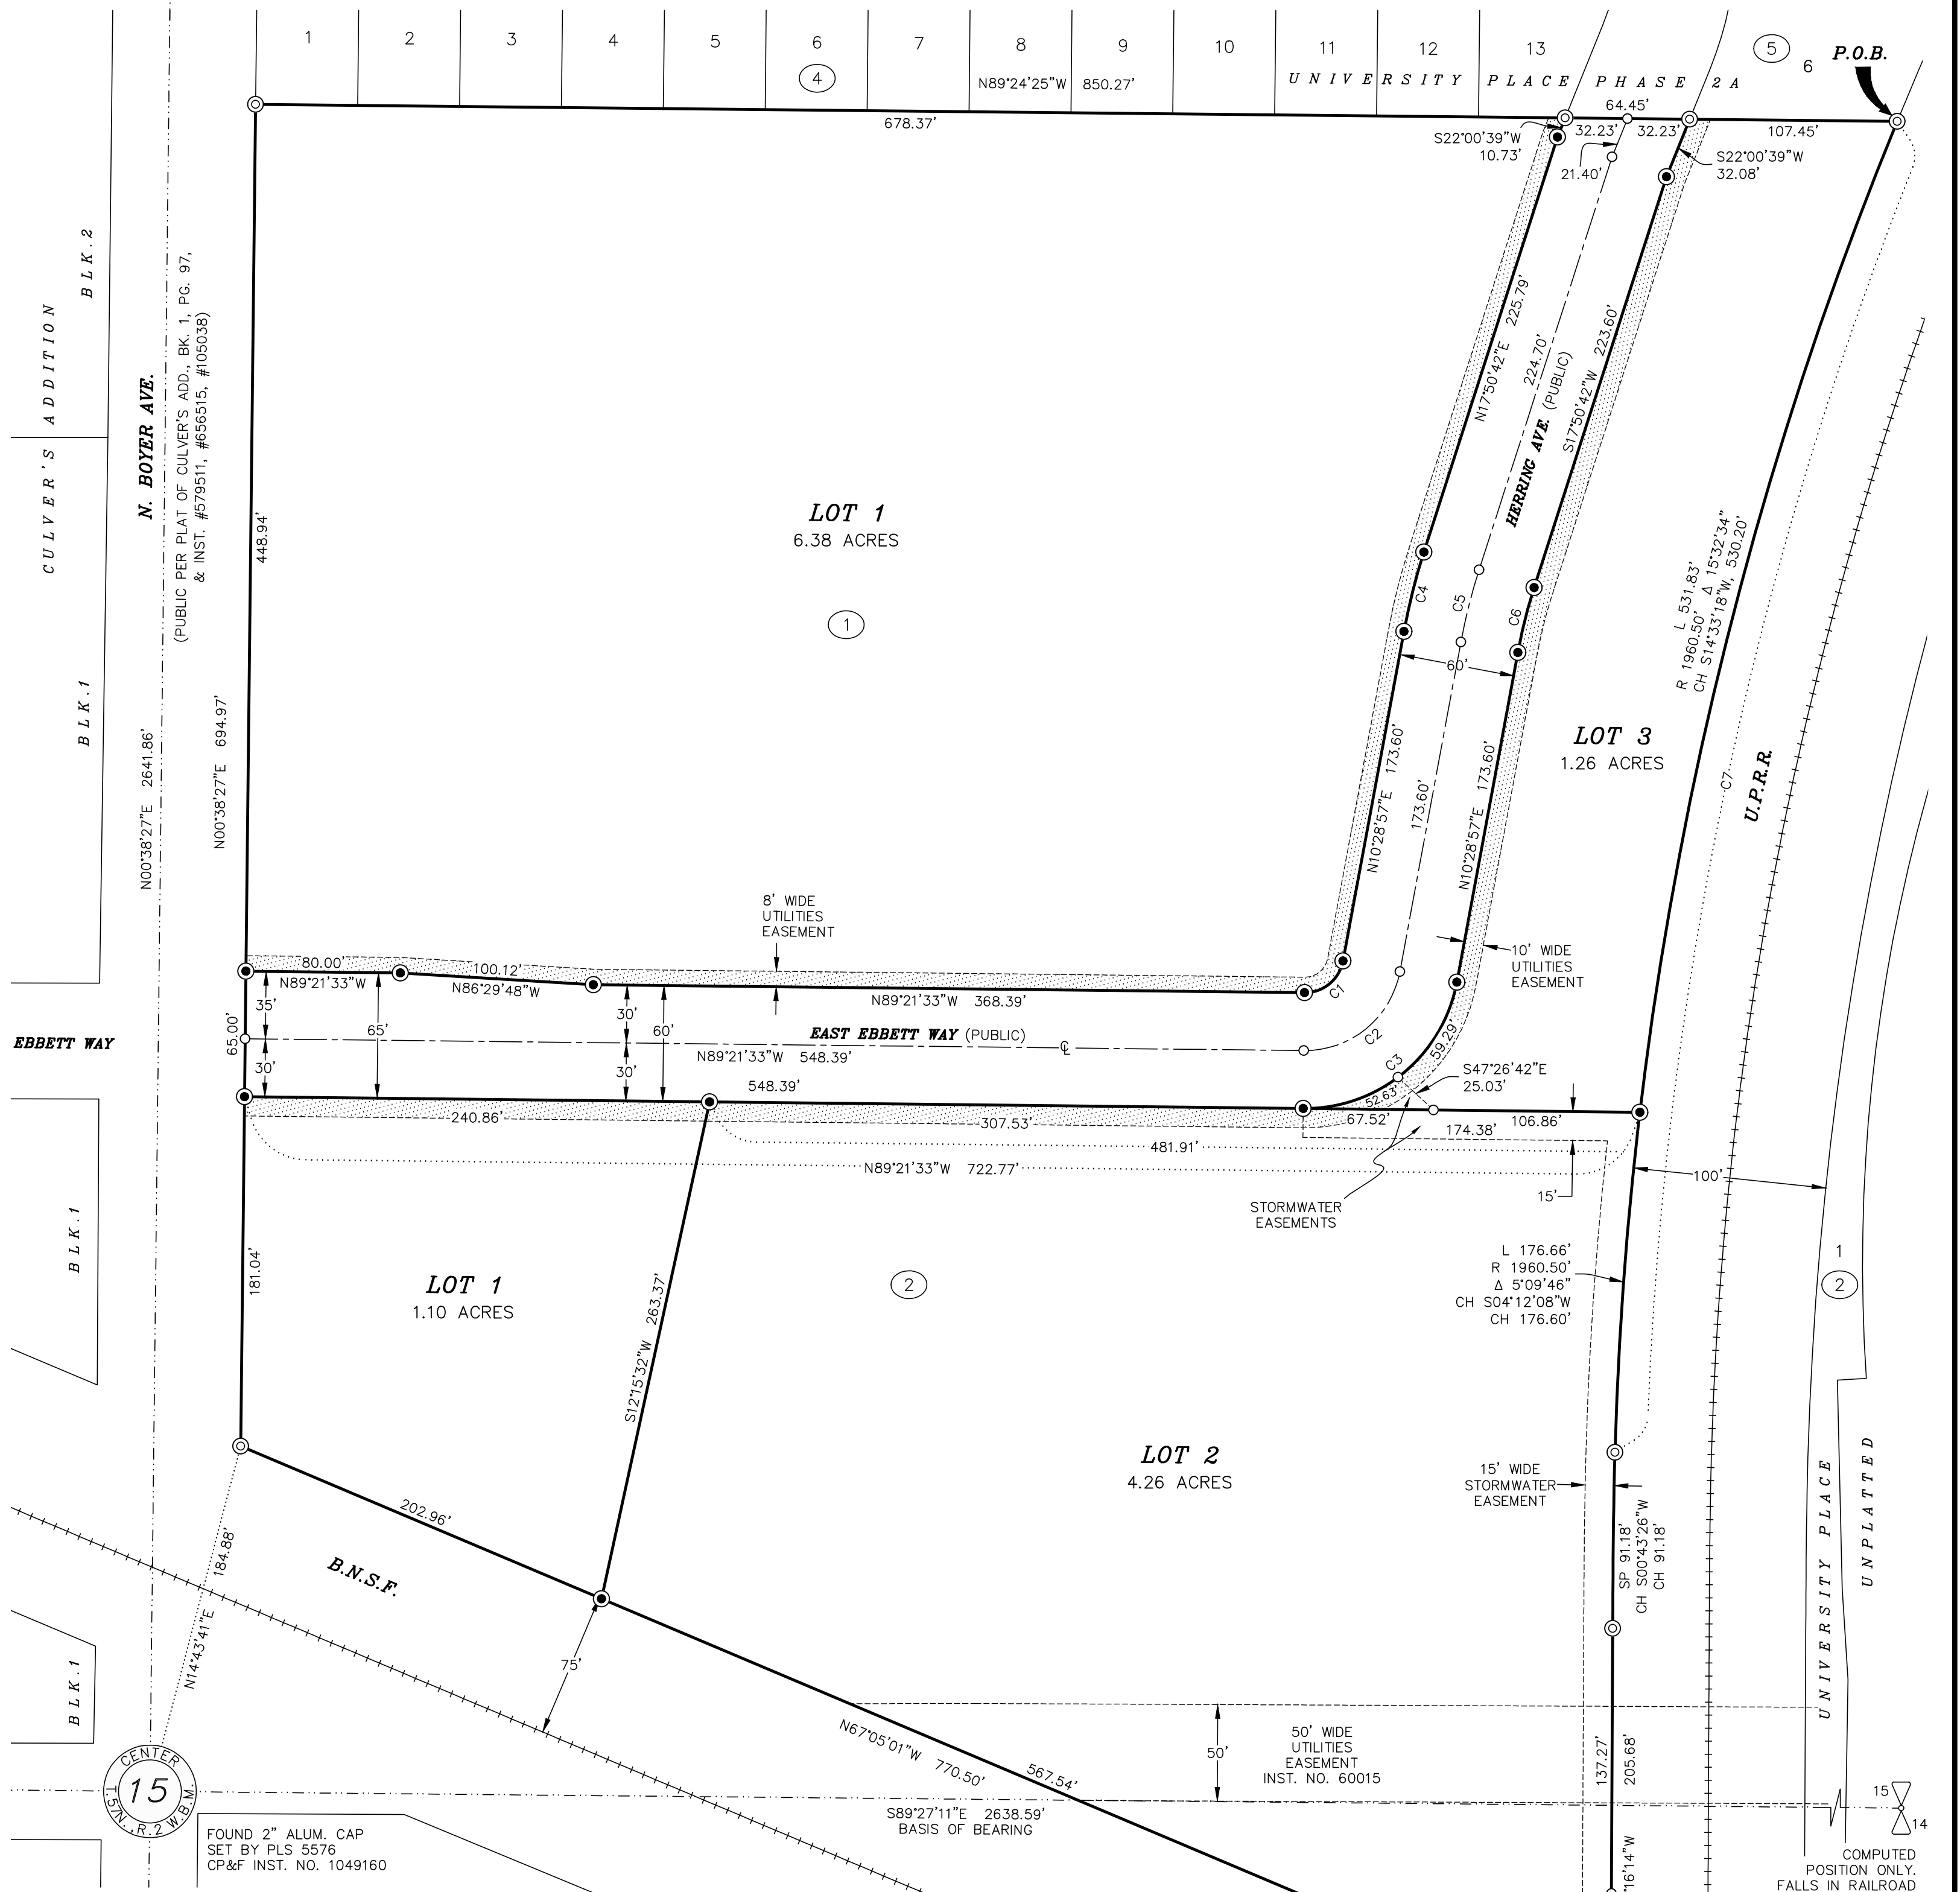 1
2
3
4
5
6
7
8
9
10
11
12
13
5
6
P.O.B.
4
N89°24'25"W 850.27'
UNIVERSITY PLACE PHASE 2A
678.37'
64.45'
32.23'
32.23'
107.45'
S22°00'39"W
10.73'
21.40'
S22°00'39"W
32.08'
BLK.2
CULVER'S ADDITION
BLK.1
N. BOYER AVE.
(PUBLIC PER PLAT OF CULVER'S ADD., BK. 1, PG. 97,
& INST. #579511, #656515, #105038)
N00°38'27"E 2641.86'
N00°38'27"E 694.97'
448.94'
LOT 1
6.38 ACRES
1
N17°50'42"E 225.79'
224.70'
HERRING AVE. (PUBLIC)
S17°50'42"W 223.60'
C4
C5
C6
60'
N10°28'57"E 173.60'
173.60'
N10°28'57"E 173.60'
L 531.83'
R 1960.50' Δ 15°32'34"
CH S14°33'18"W, 530.20'
LOT 3
1.26 ACRES
C7
U.P.R.R.
8' WIDE
UTILITIES
EASEMENT
10' WIDE
UTILITIES
EASEMENT
80.00'
N89°21'33"W
100.12'
N86°29'48"W
N89°21'33"W 368.39'
C1
C2
C3
59.29'
52.63'
35'
30'
65'
30'
30'
60'
65.00'
EBBETT WAY
EAST EBBETT WAY (PUBLIC)
N89°21'33"W 548.39'
℄
548.39'
S47°26'42"E
25.03'
240.86'
307.53'
67.52'
106.86'
174.38'
481.91'
N89°21'33"W 722.77'
15'
100'
STORMWATER
EASEMENTS
BLK.1
181.04'
LOT 1
1.10 ACRES
S12°15'32"W 263.37'
2
L 176.66'
R 1960.50'
Δ 5°09'46"
CH S04°12'08"W
CH 176.60'
1
2
LOT 2
4.26 ACRES
15' WIDE
STORMWATER
EASEMENT
SP 91.18'
CH S00°43'26"W
CH 91.18'
UNIVERSITY PLACE
UNPLATTED
202.96'
B.N.S.F.
N14°43'41"E 184.88'
75'
BLK.1
N67°05'01"W 770.50'
567.54'
50'
50' WIDE
UTILITIES
EASEMENT
INST. NO. 60015
137.27'
205.68'
16'14"W
CENTER
15
T.57N., R.2 W.B.M.
S89°27'11"E 2638.59'
BASIS OF BEARING
FOUND 2" ALUM. CAP
SET BY PLS 5576
CP&F INST. NO. 1049160
15
14
COMPUTED
POSITION ONLY.
FALLS IN RAILROAD